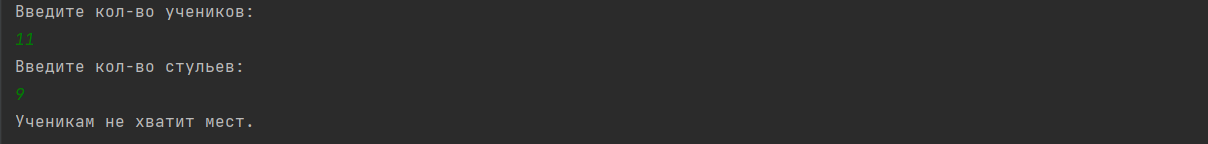 Введите кол-во учеников:
11
Введите кол-во стульев:
9
Ученикам не хватит мест.